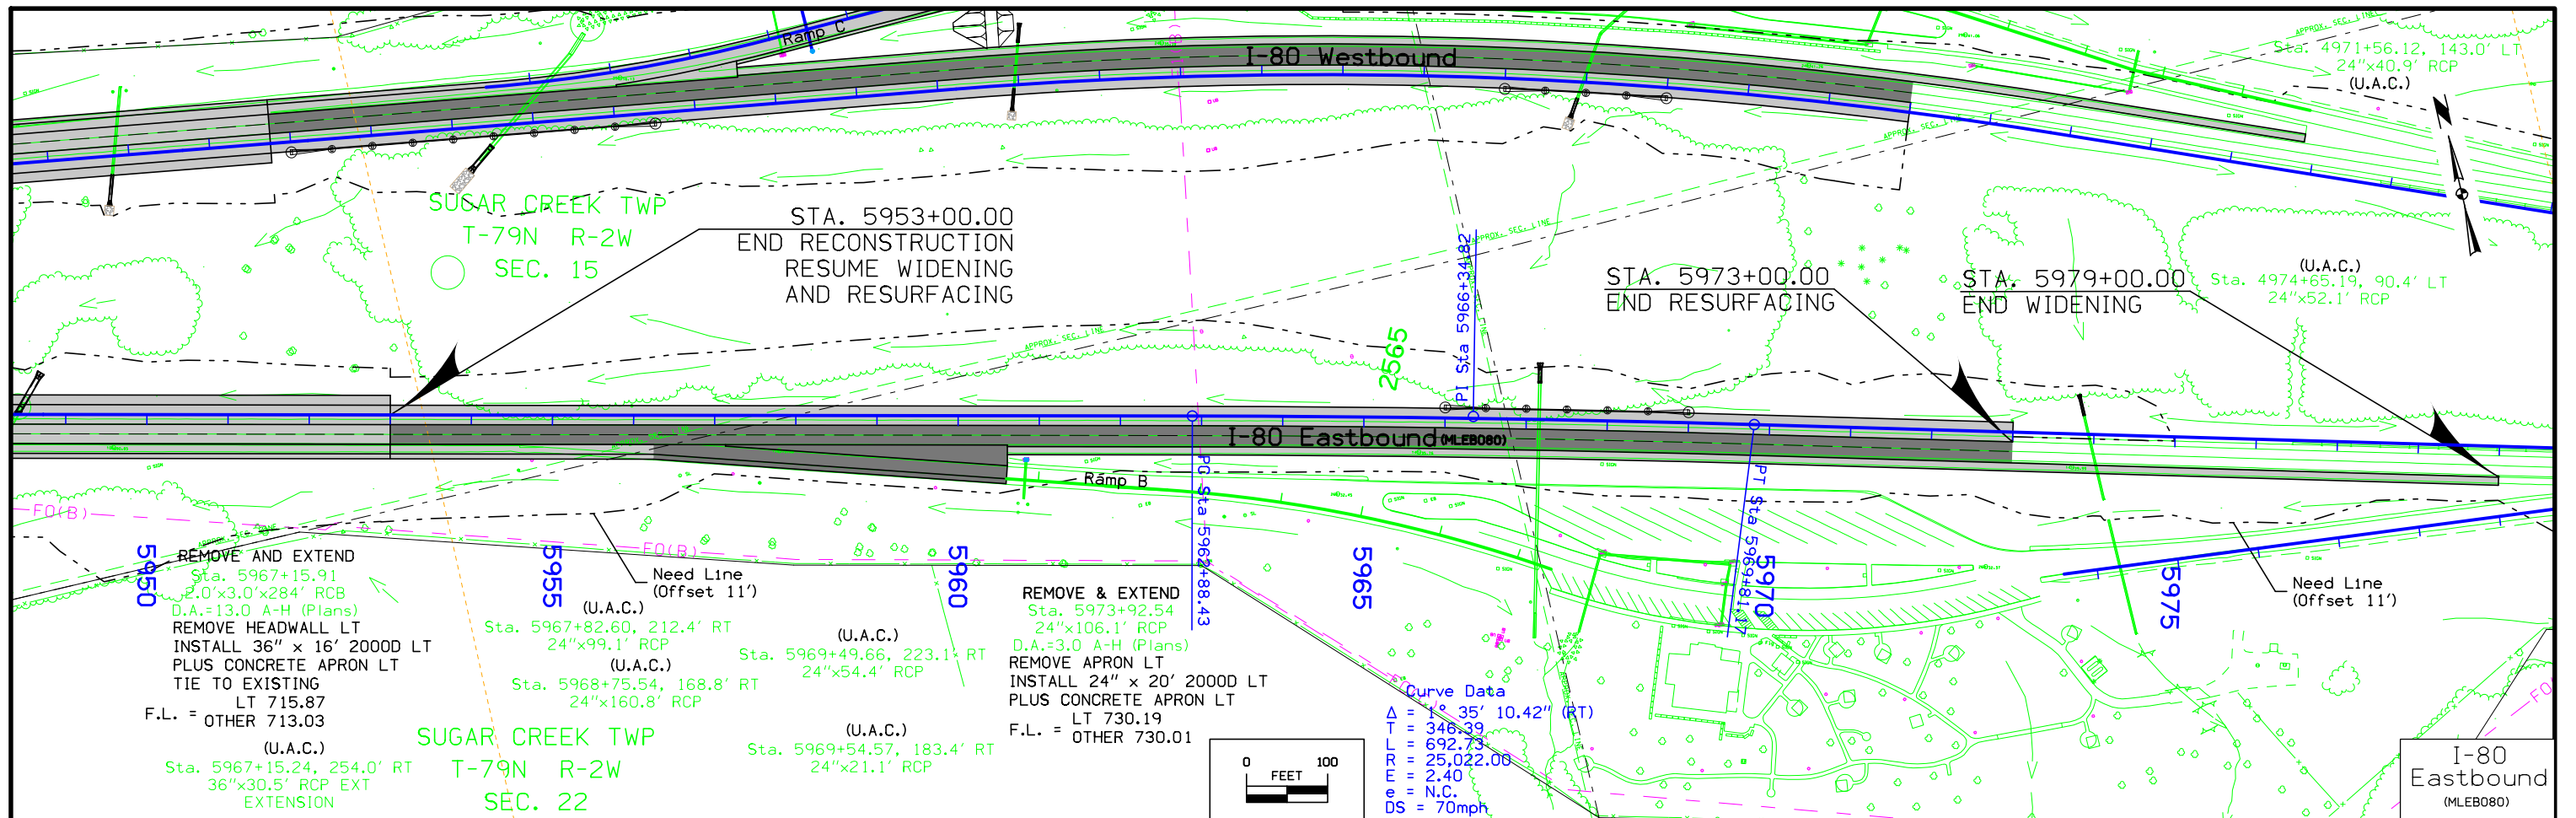 Ramp C
I-80 Westbound
APPROX. SEC. LINE
Sta. 4971+56.12, 143.0' LT
24"x40.9' RCP
(U.A.C.)
SUGAR CREEK TWP
T-79N R-2W
SEC. 15
STA. 5953+00.00
END RECONSTRUCTION
RESUME WIDENING
AND RESURFACING
APPROX. SEC. LINE
2565
PI Sta 5966+34.82
APPROX. SEC. LINE
STA. 5973+00.00
END RESURFACING
STA. 5979+00.00
END WIDENING
(U.A.C.)
Sta. 4974+65.19, 90.4' LT
24"x52.1' RCP
I-80 Eastbound (MLEB080)
Ramp B
PC Sta 5962+88.43
PT Sta 5969+81.17
FO(B)
FO(B)
5950
5955
5960
5965
5970
5975
Need Line
(Offset 11')
Need Line
(Offset 11')
REMOVE AND EXTEND
Sta. 5967+15.91
2.0'x3.0'x284' RCB
D.A.=13.0 A-H (Plans)
REMOVE HEADWALL LT
INSTALL 36" x 16' 2000D LT
PLUS CONCRETE APRON LT
TIE TO EXISTING
F.L. = LT 715.87
OTHER 713.03
(U.A.C.)
Sta. 5967+15.24, 254.0' RT
36"x30.5' RCP EXT
EXTENSION
(U.A.C.)
Sta. 5967+82.60, 212.4' RT
24"x99.1' RCP
(U.A.C.)
Sta. 5968+75.54, 168.8' RT
24"x160.8' RCP
SUGAR CREEK TWP
T-79N R-2W
SEC. 22
(U.A.C.)
Sta. 5969+49.66, 223.1' RT
24"x54.4' RCP
(U.A.C.)
Sta. 5969+54.57, 183.4' RT
24"x21.1' RCP
REMOVE & EXTEND
Sta. 5973+92.54
24"x106.1' RCP
D.A.=3.0 A-H (Plans)
REMOVE APRON LT
INSTALL 24" x 20' 2000D LT
PLUS CONCRETE APRON LT
F.L. = LT 730.19
OTHER 730.01
0 100
FEET
Curve Data
Δ = 1° 35' 10.42" (RT)
T = 346.39
L = 692.73
R = 25,022.00
E = 2.40
e = N.C.
DS = 70mph
I-80
Eastbound
(MLEB080)